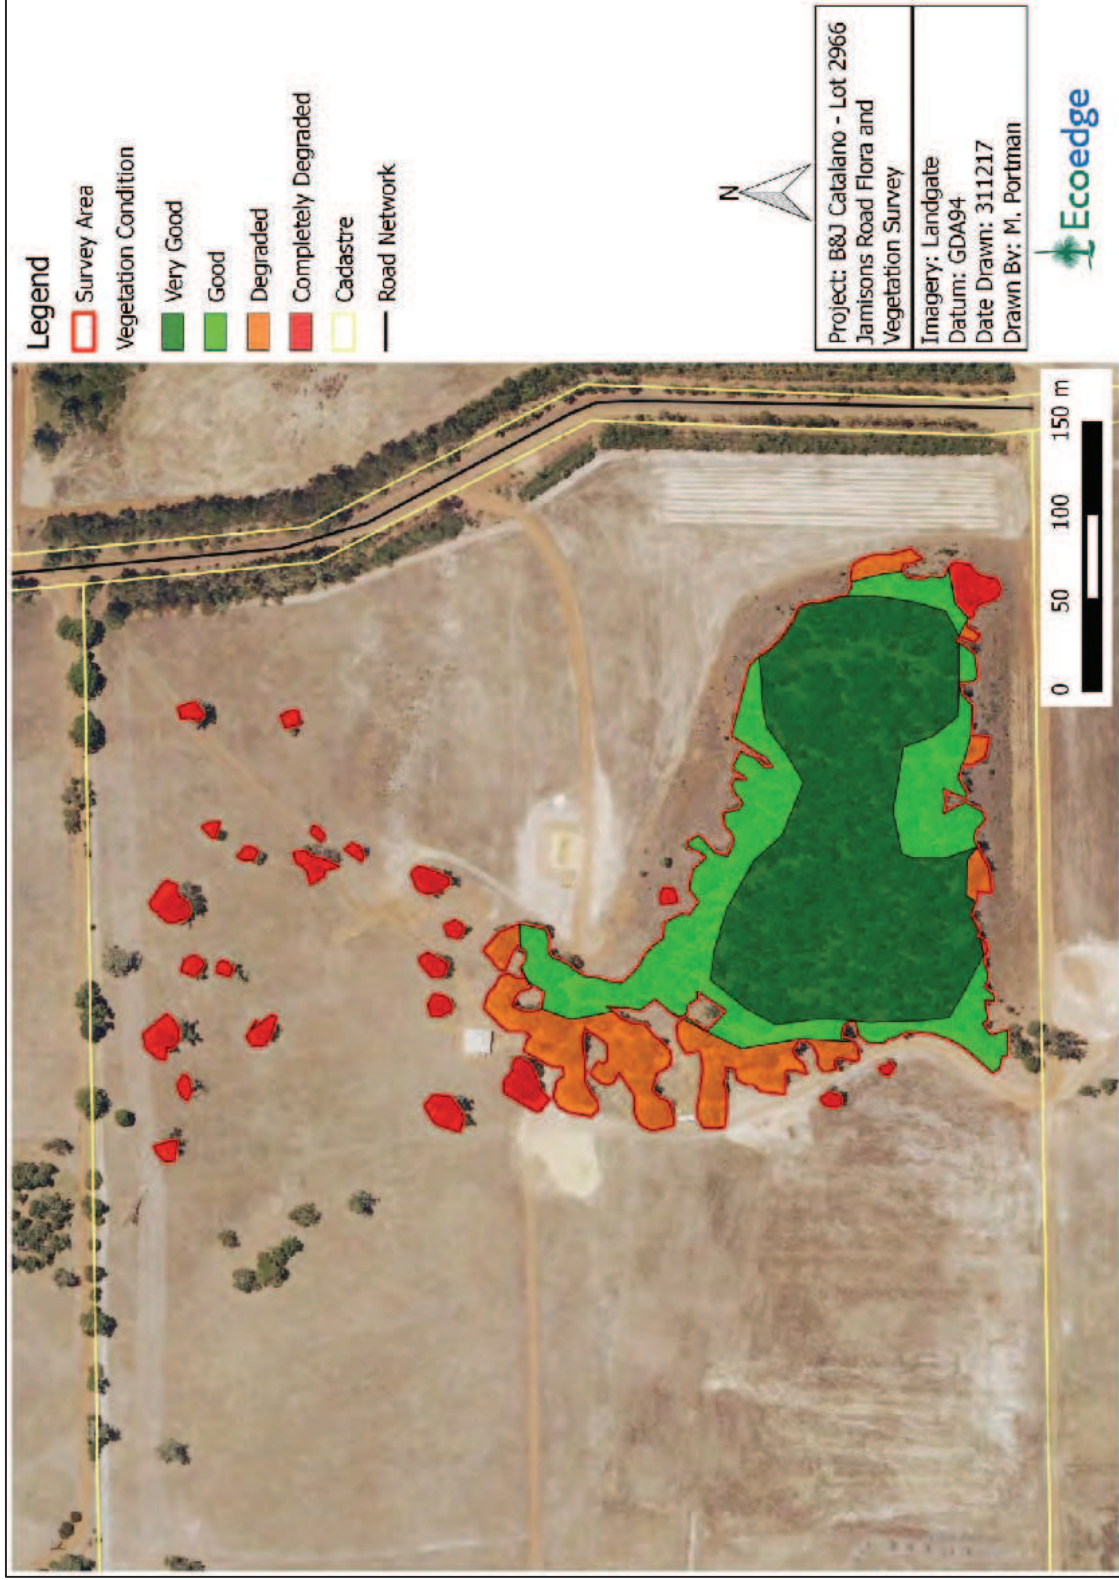 Legend
Survey Area
Vegetation Condition
Very Good
Good
Degraded
Completely Degraded
Cadastre
Road Network
N
Project: B&J Catalano - Lot 2966
Jamisons Road Flora and
Vegetation Survey
Imagery: Landgate
Datum: GDA94
Date Drawn: 311217
Drawn By: M. Portman
Ecoedge
0 50 100 150 m